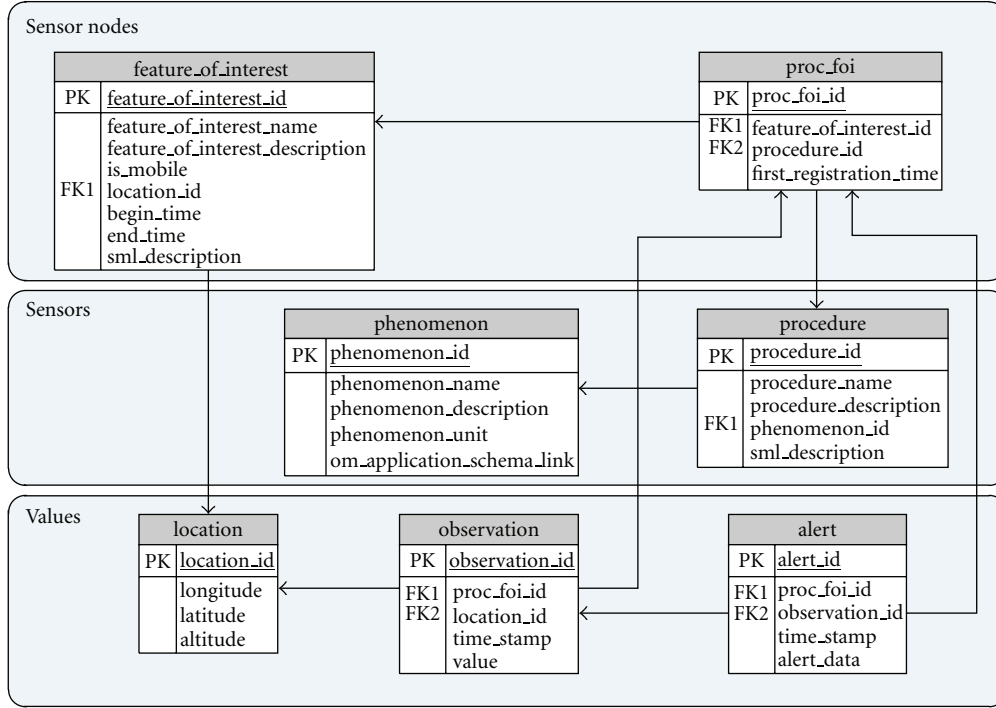 Sensor nodes
feature_of_interest
PK feature_of_interest_id
feature_of_interest_name
feature_of_interest_description
is_mobile
FK1 location_id
begin_time
end_time
sml_description
proc_foi
PK proc_foi_id
FK1 feature_of_interest_id
FK2 procedure_id
first_registration_time
Sensors
phenomenon
PK phenomenon_id
phenomenon_name
phenomenon_description
phenomenon_unit
om_application_schema_link
procedure
PK procedure_id
procedure_name
procedure_description
FK1 phenomenon_id
sml_description
Values
location
PK location_id
longitude
latitude
altitude
observation
PK observation_id
FK1 proc_foi_id
FK2 location_id
time_stamp
value
alert
PK alert_id
FK1 proc_foi_id
FK2 observation_id
time_stamp
alert_data